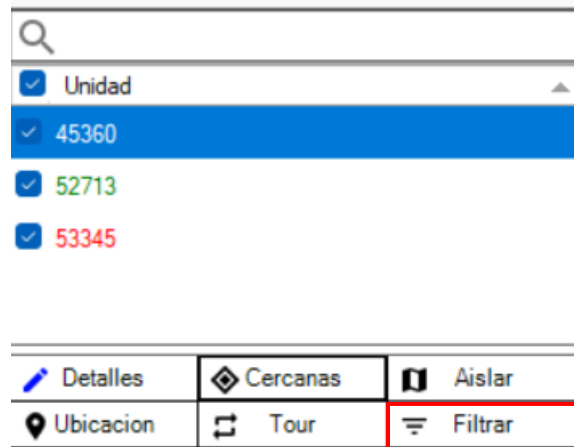 Unidad
45360
52713
53345
Detalles Cercanas Aislar
Ubicacion Tour Filtrar